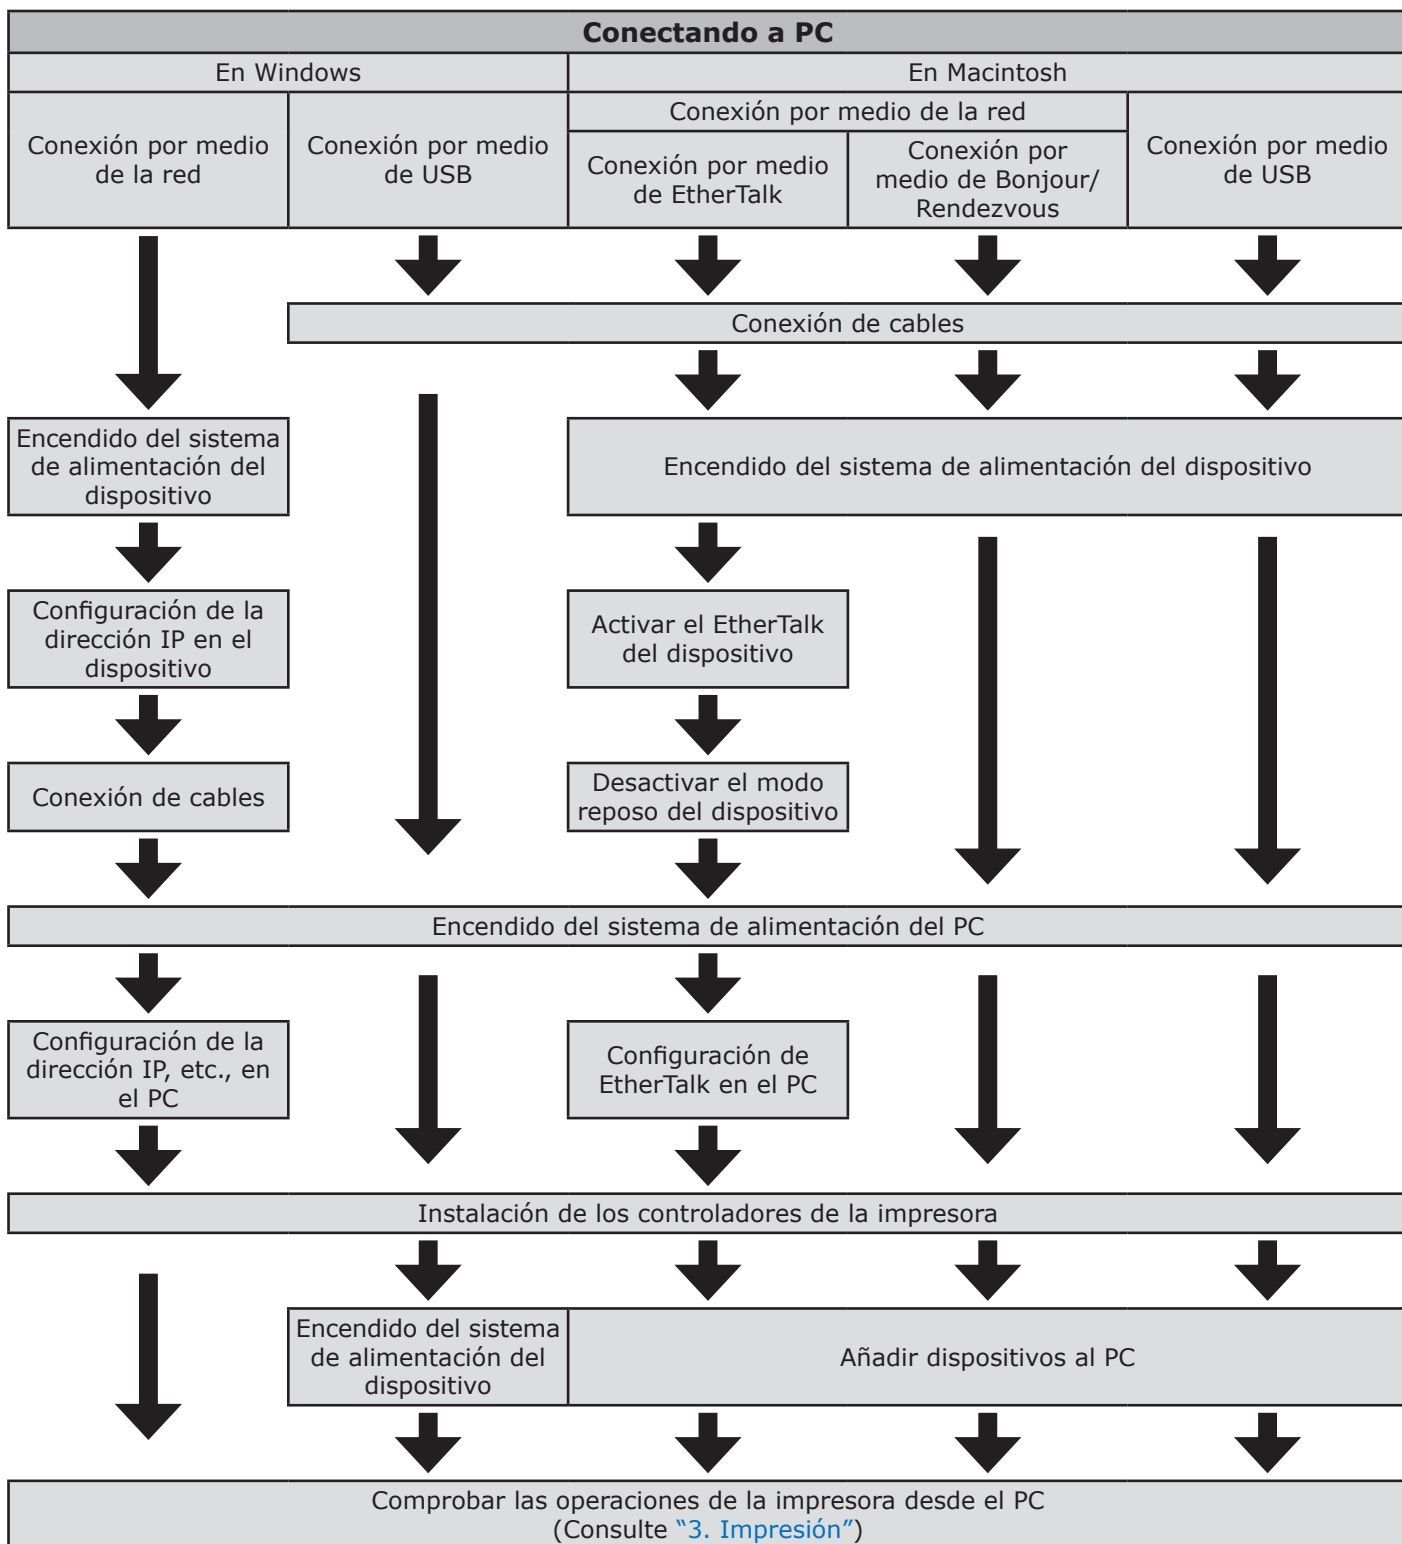 Conectando a PC
En Windows
En Macintosh
Conexión por medio
de la red
Conexión por medio
de USB
Conexión por medio de la red
Conexión por medio
de EtherTalk
Conexión por
medio de Bonjour/
Rendezvous
Conexión por medio
de USB
Conexión de cables
Encendido del sistema
de alimentación del
dispositivo
Encendido del sistema de alimentación del dispositivo
Configuración de la
dirección IP en el
dispositivo
Activar el EtherTalk
del dispositivo
Conexión de cables
Desactivar el modo
reposo del dispositivo
Encendido del sistema de alimentación del PC
Configuración de la
dirección IP, etc., en
el PC
Configuración de
EtherTalk en el PC
Instalación de los controladores de la impresora
Encendido del sistema
de alimentación del
dispositivo
Añadir dispositivos al PC
Comprobar las operaciones de la impresora desde el PC
(Consulte “3. Impresión”)